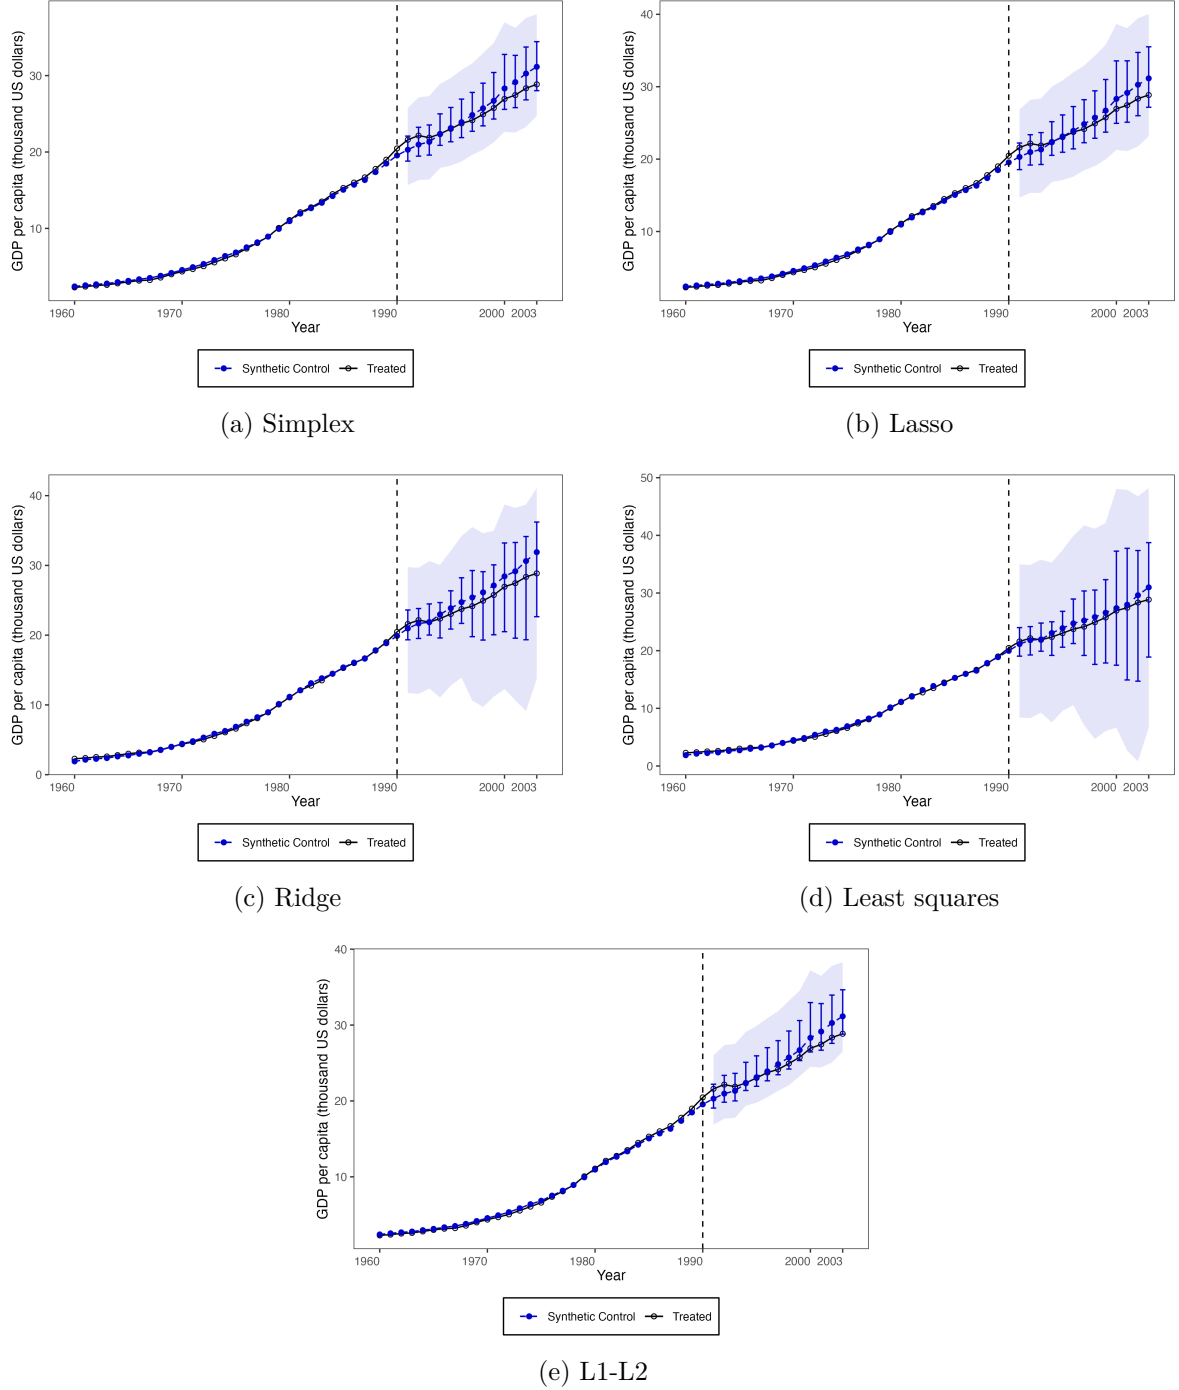 GDP per capita (thousand US dollars)
30
20
10
1960 1970 1980 1990 2000 2003
Year
Synthetic Control Treated
(a) Simplex
GDP per capita (thousand US dollars)
40
30
20
10
1960 1970 1980 1990 2000 2003
Year
Synthetic Control Treated
(b) Lasso
GDP per capita (thousand US dollars)
40
30
20
10
0
1960 1970 1980 1990 2000 2003
Year
Synthetic Control Treated
(c) Ridge
GDP per capita (thousand US dollars)
50
40
30
20
10
0
1960 1970 1980 1990 2000 2003
Year
Synthetic Control Treated
(d) Least squares
GDP per capita (thousand US dollars)
40
30
20
10
1960 1970 1980 1990 2000 2003
Year
Synthetic Control Treated
(e) L1-L2